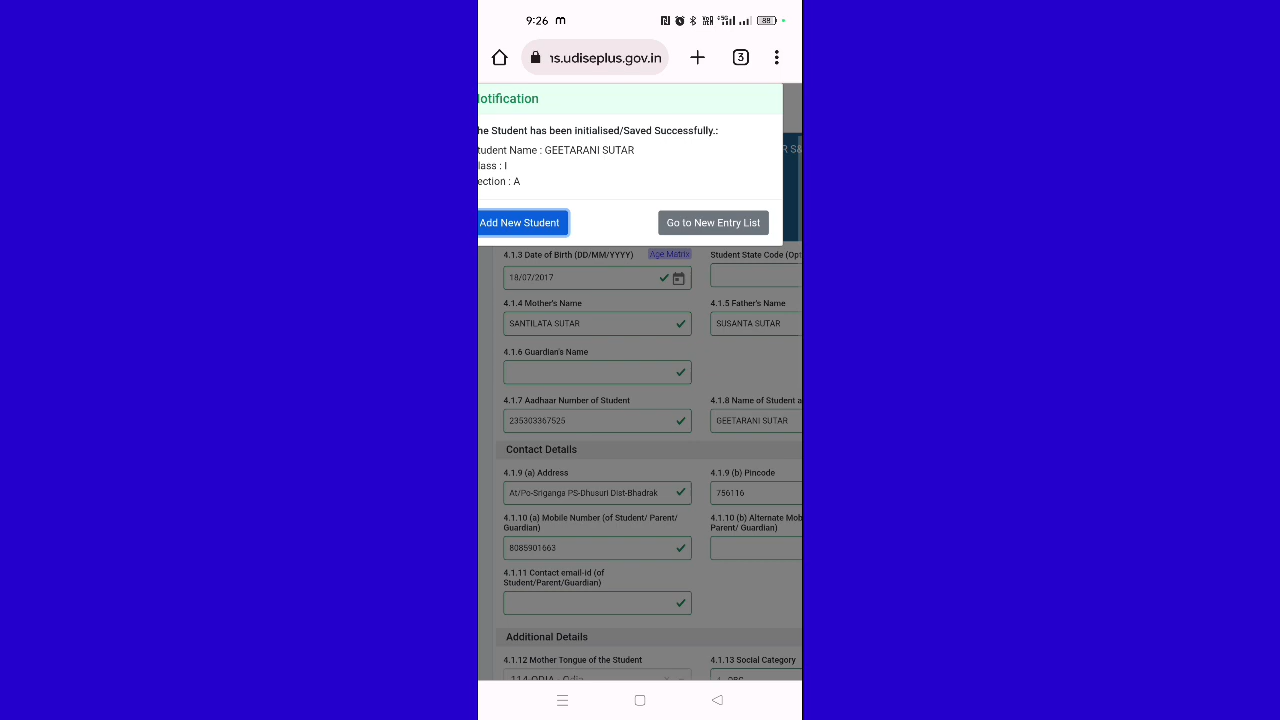 9:26 m
88
ns.udiseplus.gov.in
3
Notification
he Student has been initialised/Saved Successfully.:
tudent Name : GEETARANI SUTAR
lass : I
ection : A
Add New Student
Go to New Entry List
R S&
4.1.3 Date of Birth (DD/MM/YYYY) Age Matrix
Student State Code (Opt
18/07/2017
4.1.4 Mother's Name
4.1.5 Father's Name
SANTILATA SUTAR
SUSANTA SUTAR
4.1.6 Guardian's Name
4.1.7 Aadhaar Number of Student
4.1.8 Name of Student a
235303367525
GEETARANI SUTAR
Contact Details
4.1.9 (a) Address
4.1.9 (b) Pincode
At/Po-Sriganga PS-Dhusuri Dist-Bhadrak
756116
4.1.10 (a) Mobile Number (of Student/ Parent/
Guardian)
4.1.10 (b) Alternate Mob
Parent/ Guardian)
8085901663
4.1.11 Contact email-id (of
Student/Parent/Guardian)
Additional Details
4.1.12 Mother Tongue of the Student
4.1.13 Social Category
114-ODIA - Odia
4- OBC